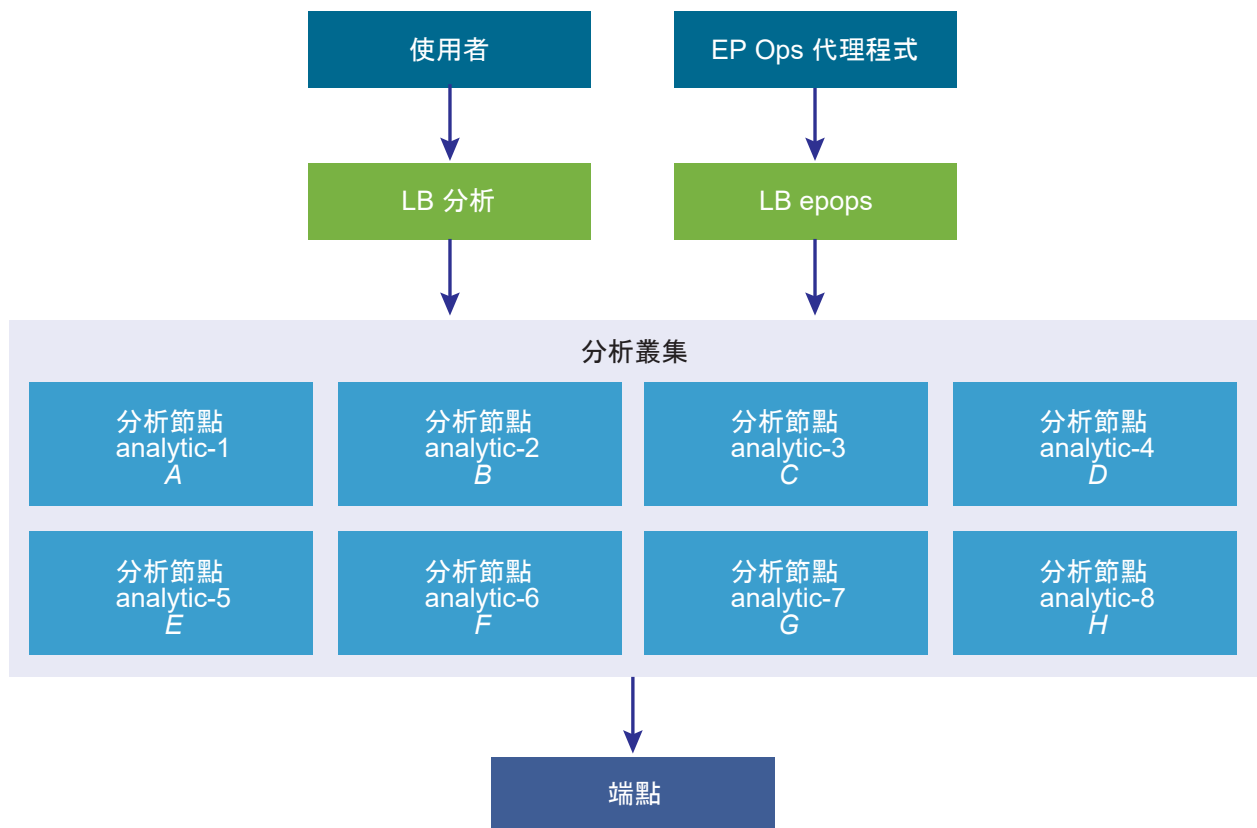 使用者
EP Ops 代理程式
LB 分析
LB epops
分析叢集
分析節點
analytic-1
A
分析節點
analytic-2
B
分析節點
analytic-3
C
分析節點
analytic-4
D
分析節點
analytic-5
E
分析節點
analytic-6
F
分析節點
analytic-7
G
分析節點
analytic-8
H
端點